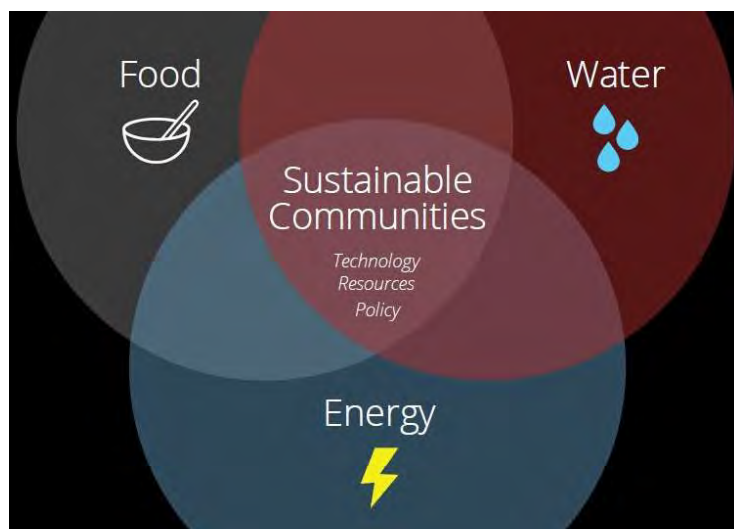 Food
Water
Sustainable
Communities
Technology
Resources
Policy
Energy